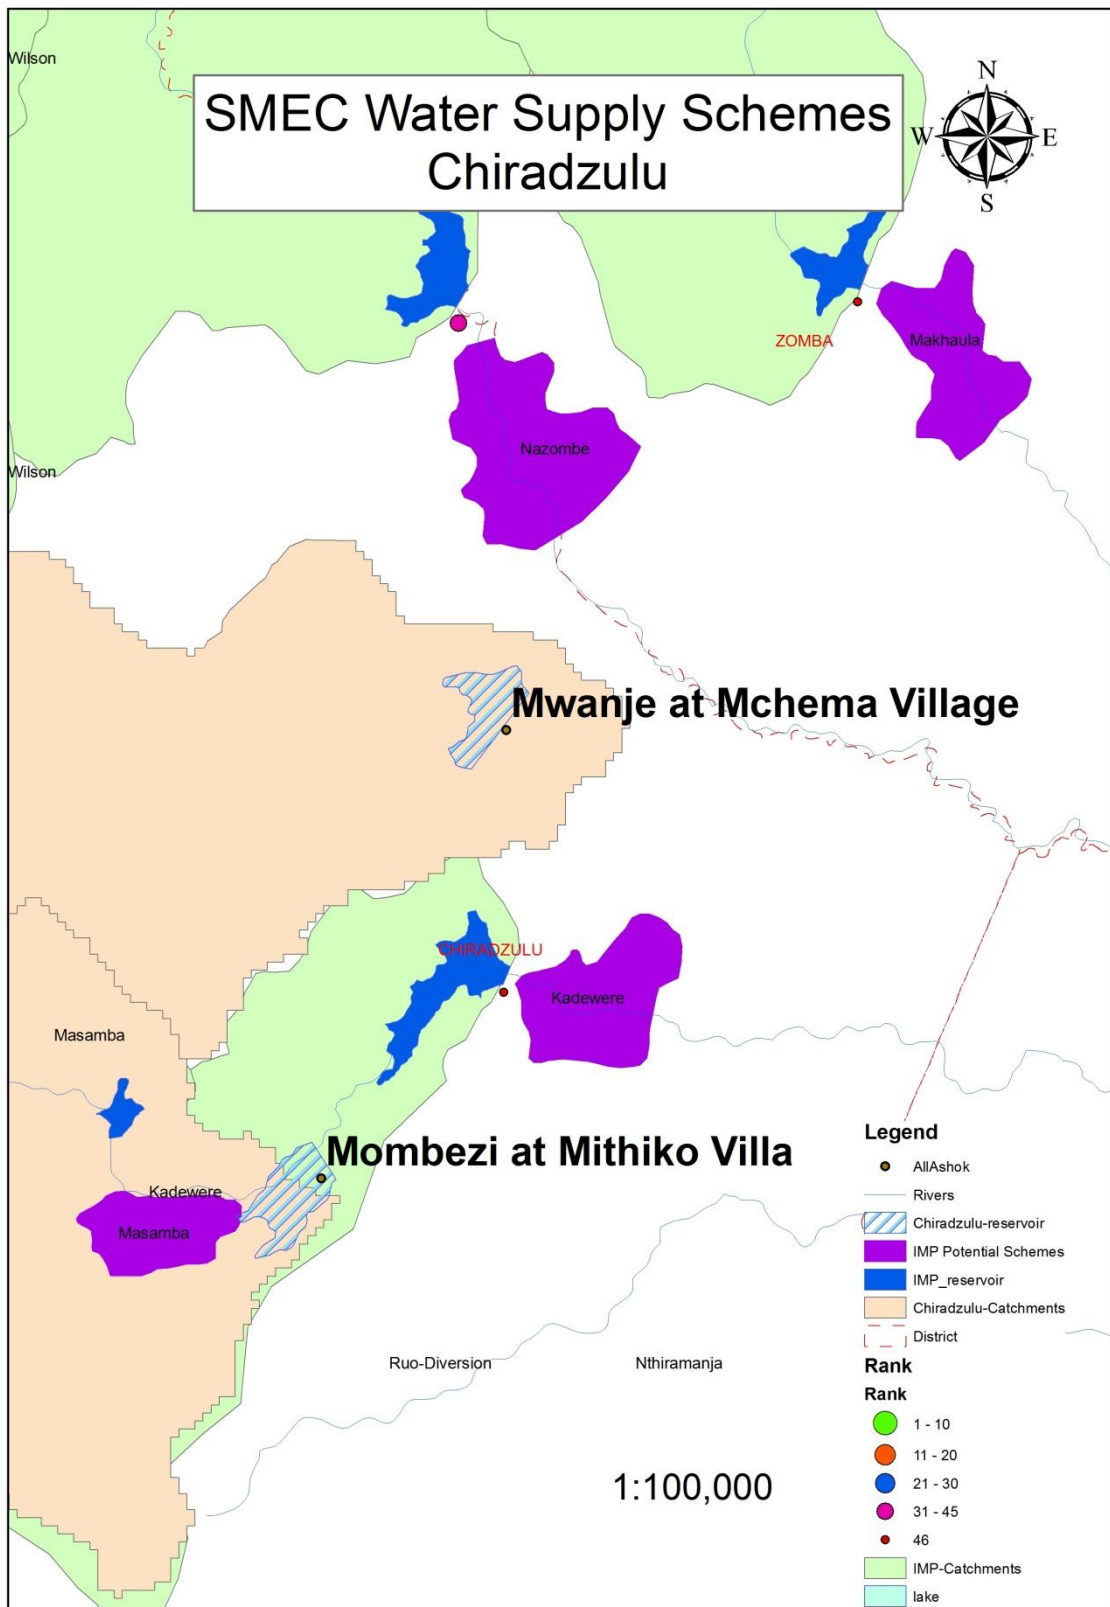 Wilson
SMEC Water Supply Schemes
Chiradzulu
N
W
E
S
ZOMBA
Makhaula
Nazombe
Wilson
Mwanje at Mchema Village
CHIRADZULU
Kadewere
Masamba
Mombezi at Mithiko Villa
Kadewere
Masamba
Ruo-Diversion
Nthiramanja
1:100,000
Legend
AllAshok
Rivers
Chiradzulu-reservoir
IMP Potential Schemes
IMP_reservoir
Chiradzulu-Catchments
District
Rank
Rank
1 - 10
11 - 20
21 - 30
31 - 45
46
IMP-Catchments
lake